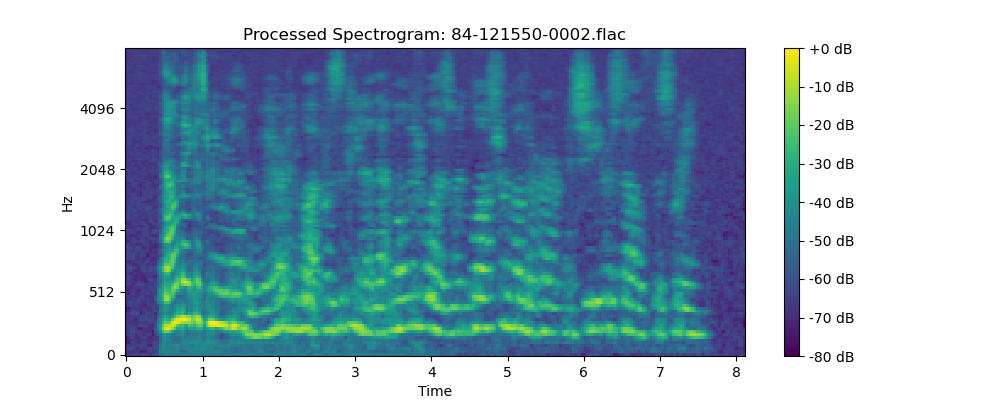 Processed Spectrogram: 84-121550-0002.flac
Hz
4096
2048
1024
512
0
0 1 2 3 4 5 6 7 8
Time
+0 dB
-10 dB
-20 dB
-30 dB
-40 dB
-50 dB
-60 dB
-70 dB
-80 dB